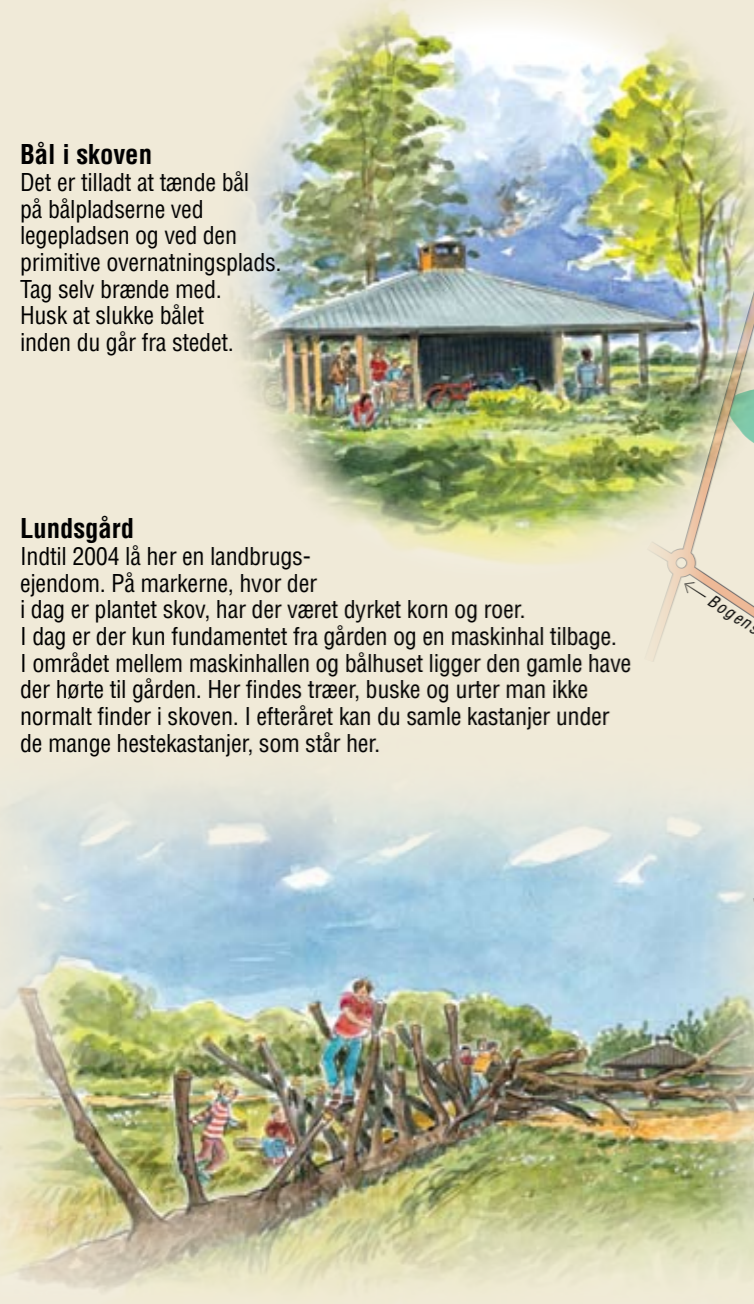 Bål i skoven
Det er tilladt at tænde bål
på bålpladserne ved
legepladsen og ved den
primitive overnatningsplads.
Tag selv brænde med.
Husk at slukke bålet
inden du går fra stedet.
Lundsgård
Indtil 2004 lå her en landbrugs-
ejendom. På markerne, hvor der
i dag er plantet skov, har der været dyrket korn og roer.
I dag er der kun fundamentet fra gården og en maskinhal tilbage.
I området mellem maskinhallen og bålhuset ligger den gamle have
der hørte til gården. Her findes træer, buske og urter man ikke
normalt finder i skoven. I efteråret kan du samle kastanjer under
de mange hestekastanjer, som står her.
Bogens